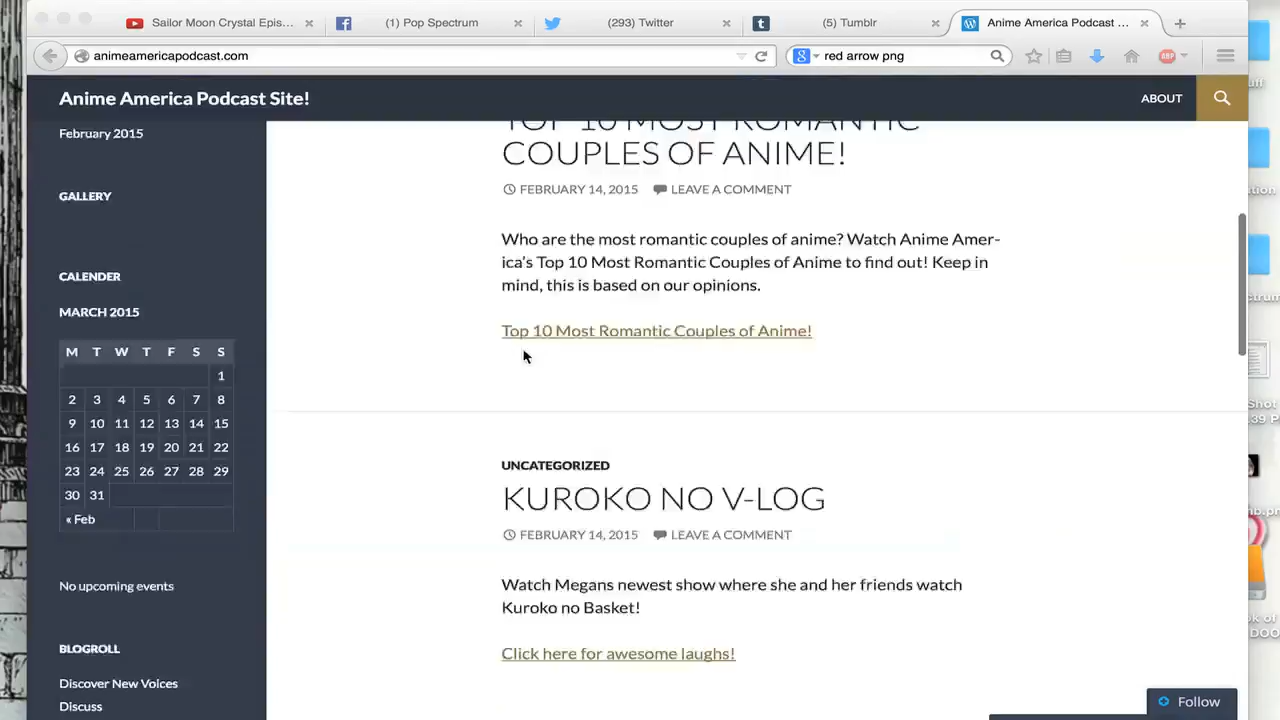 Sailor Moon Crystal Epis...
(1) Pop Spectrum
(293) Twitter
(5) Tumblr
Anime America Podcast ...
animeamericapodcast.com
red arrow png
Anime America Podcast Site!
ABOUT
February 2015
GALLERY
CALENDER
MARCH 2015
M T W T F S S
1
2 3 4 5 6 7 8
9 10 11 12 13 14 15
16 17 18 19 20 21 22
23 24 25 26 27 28 29
30 31
« Feb
No upcoming events
BLOGROLL
Discover New Voices
Discuss
TOP 10 MOST ROMANTIC
COUPLES OF ANIME!
FEBRUARY 14, 2015 LEAVE A COMMENT
Who are the most romantic couples of anime? Watch Anime Amer-
ica's Top 10 Most Romantic Couples of Anime to find out! Keep in
mind, this is based on our opinions.
Top 10 Most Romantic Couples of Anime!
UNCATEGORIZED
KUROKO NO V-LOG
FEBRUARY 14, 2015 LEAVE A COMMENT
Watch Megans newest show where she and her friends watch
Kuroko no Basket!
Click here for awesome laughs!
Follow